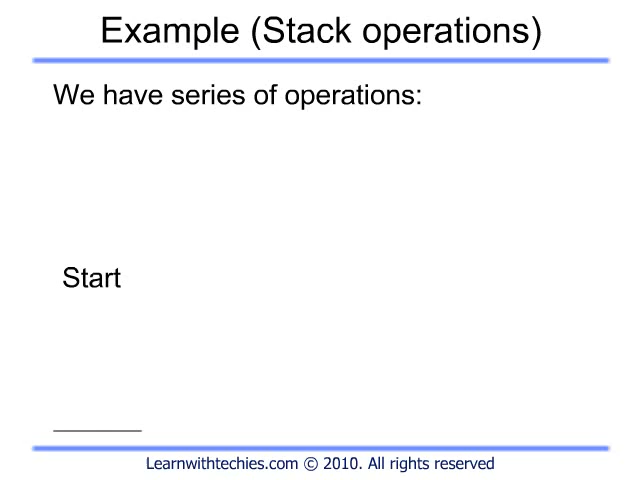 Example (Stack operations)
We have series of operations:
Start
Learnwithtechies.com © 2010. All rights reserved